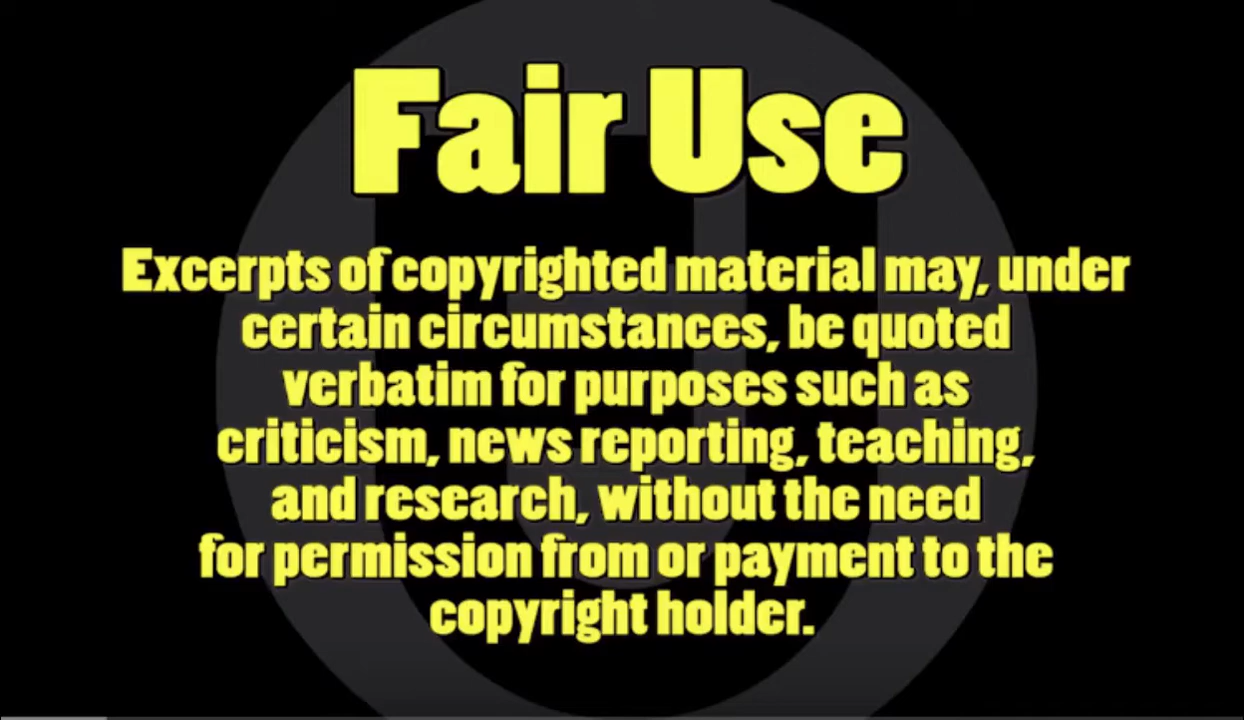 Fair Use
Excerpts of copyrighted material may, under
certain circumstances, be quoted
verbatim for purposes such as
criticism, news reporting, teaching,
and research, without the need
for permission from or payment to the
copyright holder.